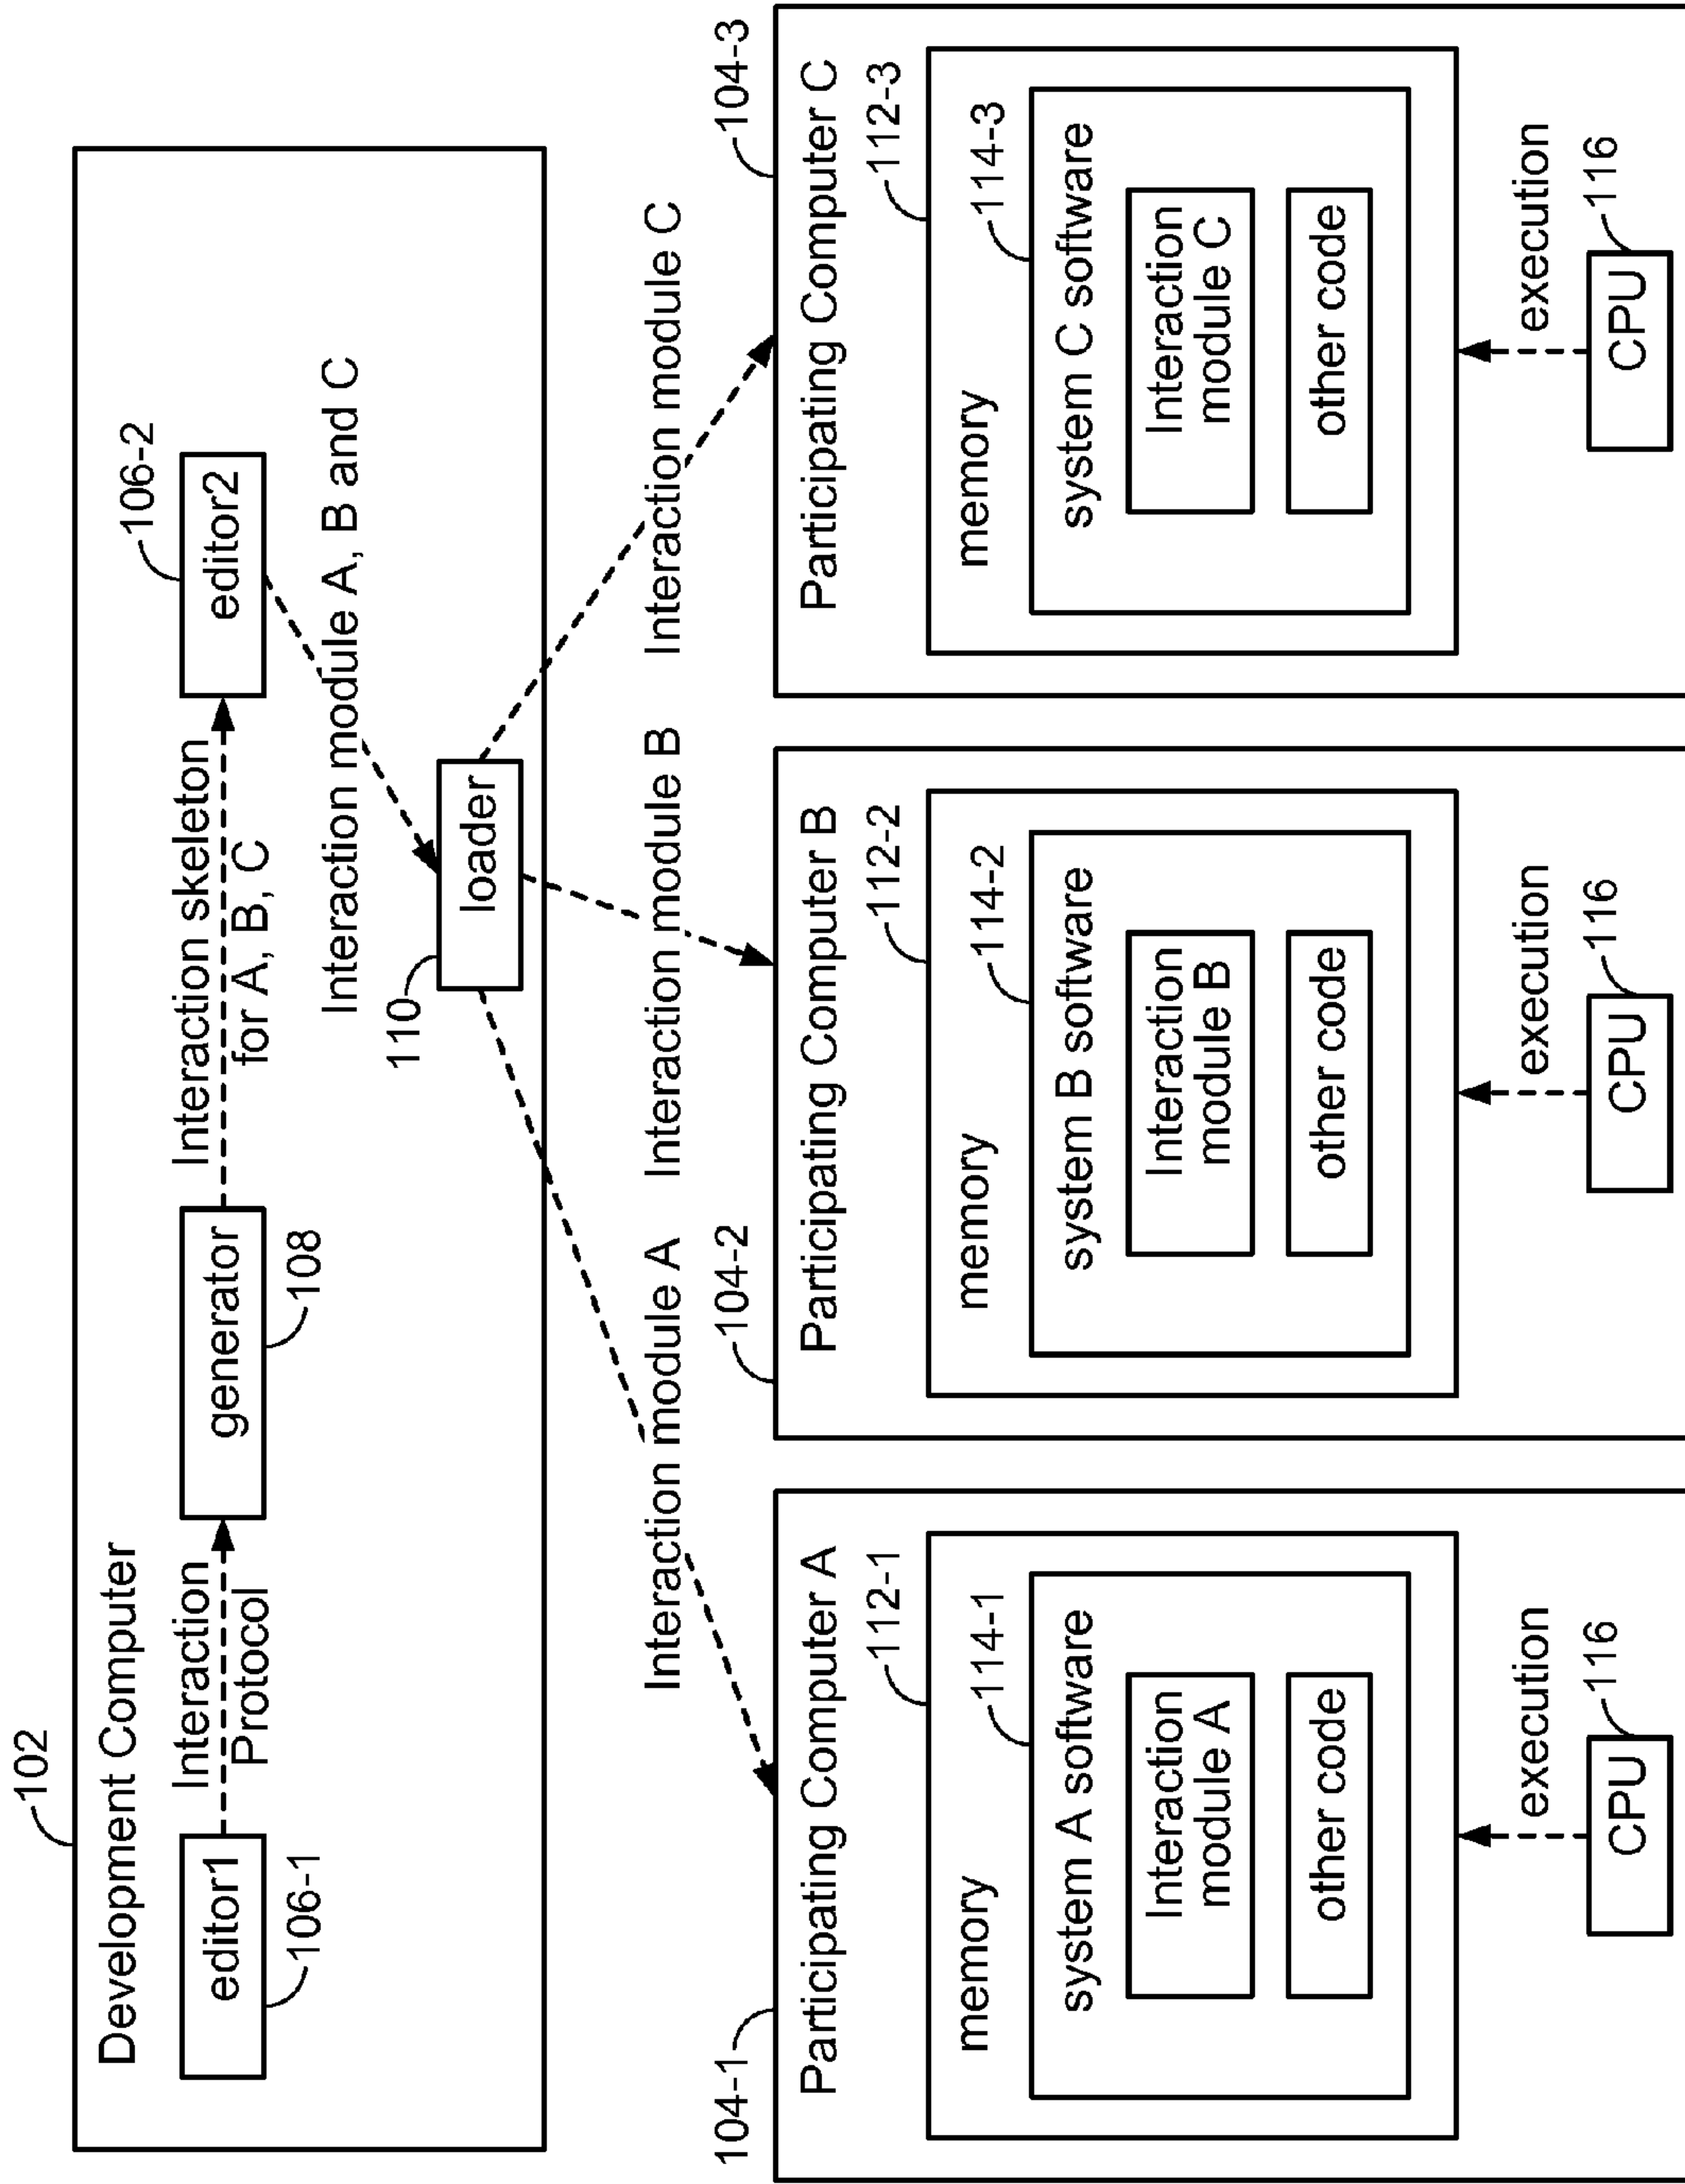 102
Development Computer
editor1
106-1
Interaction
Protocol
generator
108
Interaction skeleton
for A, B, C
editor2
106-2
Interaction module A, B and C
110
loader
Interaction module A
Interaction module B
Interaction module C
104-1
Participating Computer A
112-1
memory
114-1
system A software
Interaction
module A
other code
execution
CPU
116
104-2
Participating Computer B
112-2
memory
114-2
system B software
Interaction
module B
other code
execution
CPU
116
104-3
Participating Computer C
112-3
memory
114-3
system C software
Interaction
module C
other code
execution
CPU
116